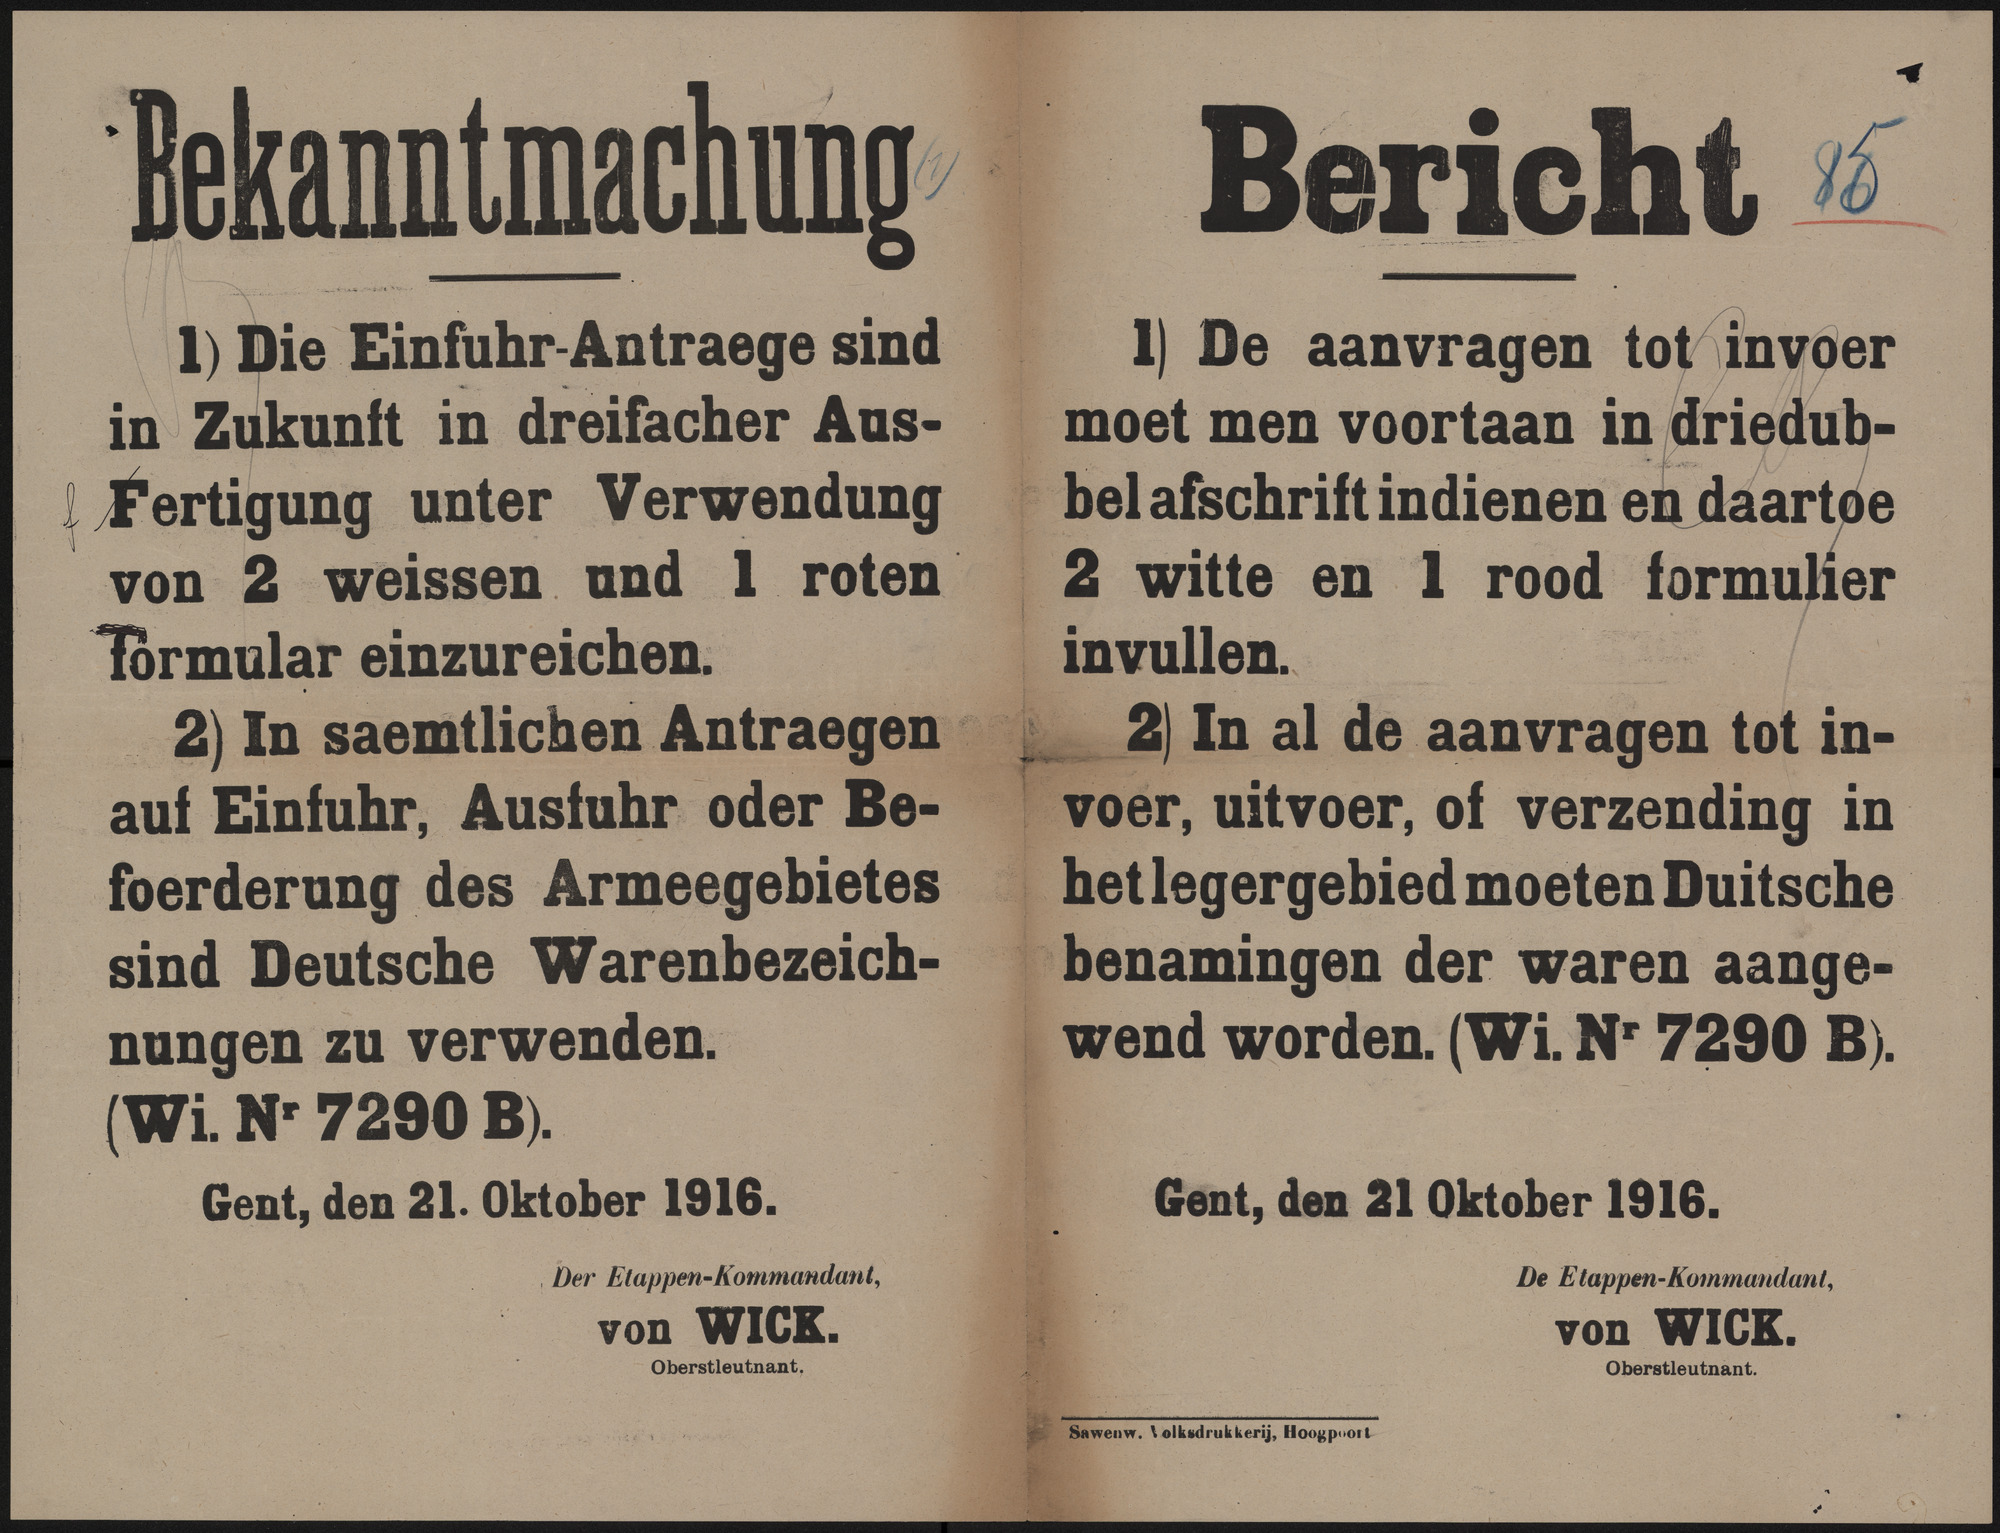 Bekanntmachung
(1)
1) Die Einfuhr-Antraege sind
in Zukunft in dreifacher Aus-
Fertigung unter Verwendung
f
von 2 weissen und 1 roten
formular einzureichen.
2) In saemtlichen Antraegen
auf Einfuhr, Ausfuhr oder Be-
foerderung des Armeegebietes
sind Deutsche Warenbezeich-
nungen zu verwenden.
(Wi. Nr 7290 B).
Gent, den 21. Oktober 1916.
Der Etappen-Kommandant,
von WICK.
Oberstleutnant.
Bericht
1) De aanvragen tot invoer
moet men voortaan in driedub-
bel afschrift indienen en daartoe
2 witte en 1 rood formulier
invullen.
2) In al de aanvragen tot in-
voer, uitvoer, of verzending in
het legergebied moeten Duitsche
benamingen der waren aange-
wend worden. (Wi. Nr 7290 B).
Gent, den 21 Oktober 1916.
De Etappen-Kommandant,
von WICK.
Oberstleutnant.
Samenw. Volksdrukkerij, Hoogpoort